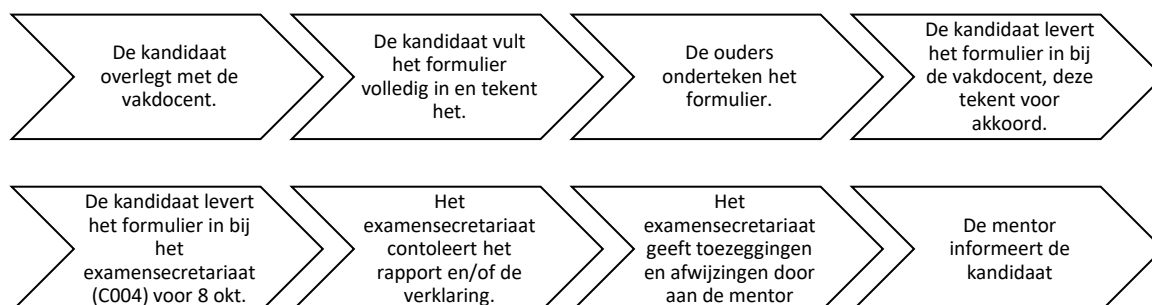 De kandidaat
overlegt met de
vakdocent.
De kandidaat vult
het formulier
volledig in en tekent
het.
De ouders
onderteken het
formulier.
De kandidaat levert
het formulier in bij
de vakdocent, deze
tekent voor
akkoord.
De kandidaat levert
het formulier in bij
het
examensecretariaat
(C004) voor 8 okt.
Het
examensecretariaat
contoleert het
rapport en/of de
verklaring.
Het
examensecretariaat
geeft toezeggingen
en afwijzingen door
aan de mentor
De mentor
informeert de
kandidaat